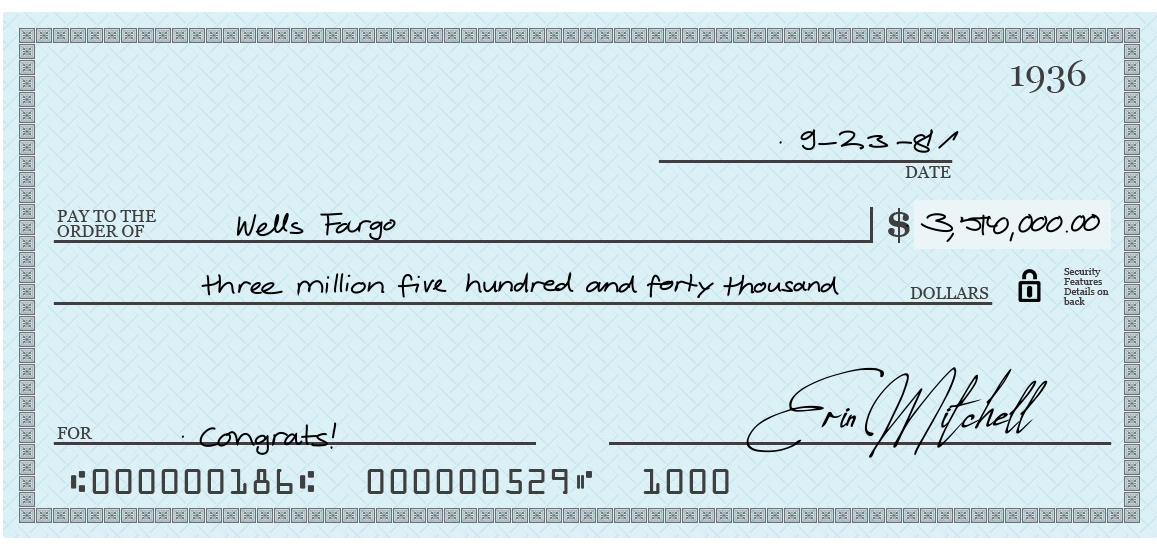 1936
9-23-81
DATE
PAY TO THE
ORDER OF Wells Fargo $ 3,540,000.00
three million five hundred and forty thousand DOLLARS
Security
Features
Details on
back
FOR Congrats! Erin Mitchell
⑆000000186⑆ 000000529⑈ 1000